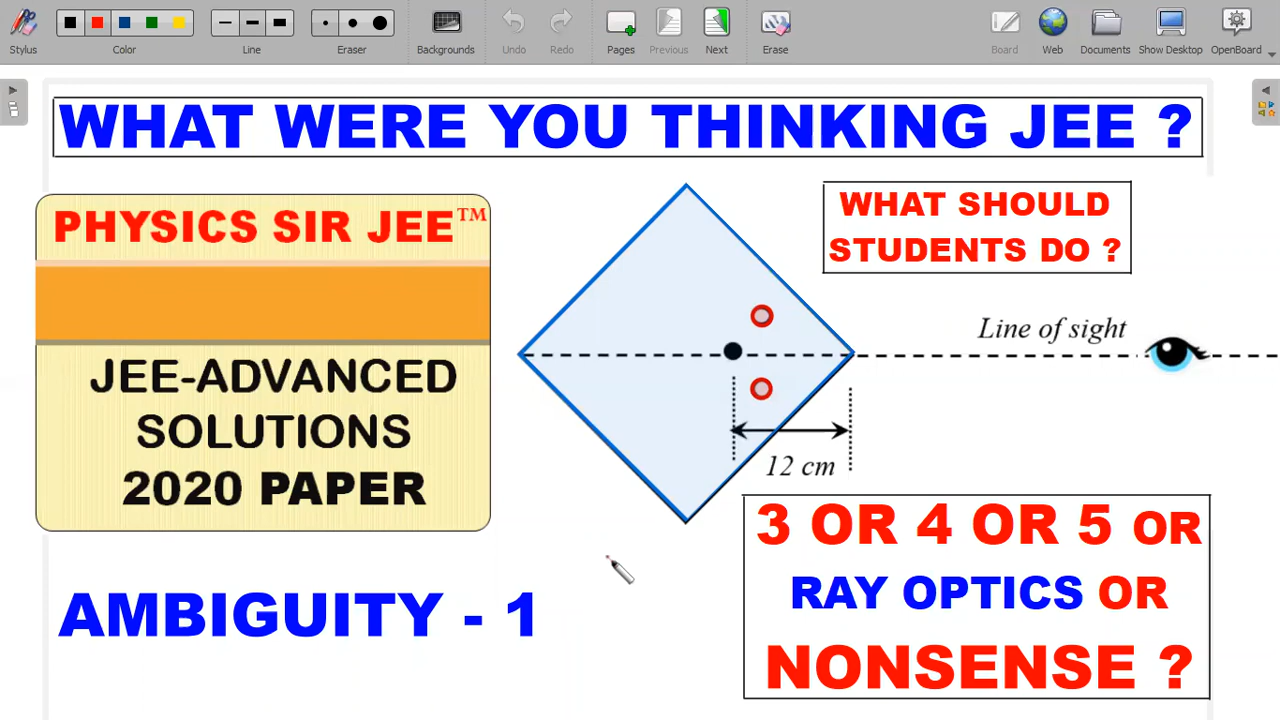 Stylus
Color
Line
Eraser
Backgrounds
Undo
Redo
Pages
Previous
Next
Erase
Board
Web
Documents
Show Desktop
OpenBoard
WHAT WERE YOU THINKING JEE ?
PHYSICS SIR JEE™
JEE-ADVANCED
SOLUTIONS
2020 PAPER
AMBIGUITY - 1
WHAT SHOULD
STUDENTS DO ?
Line of sight
12 cm
3 OR 4 OR 5 OR
RAY OPTICS OR
NONSENSE ?